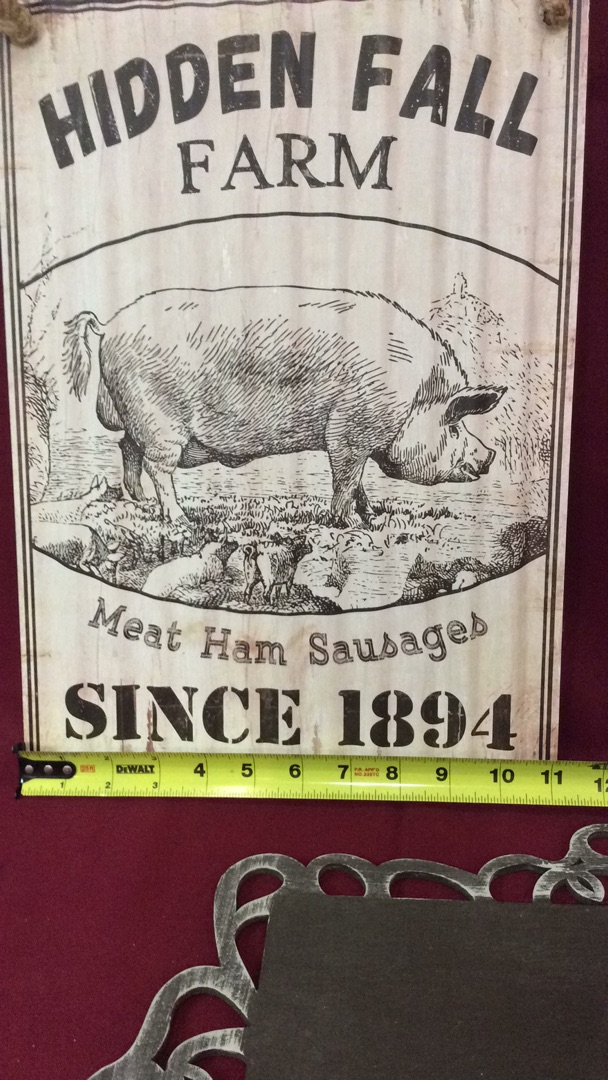 HIDDEN FALL
FARM
Meat Ham Sausages
SINCE 1894
DEWALT 4 5 6 7 8 9 10 11 12
1 2 3